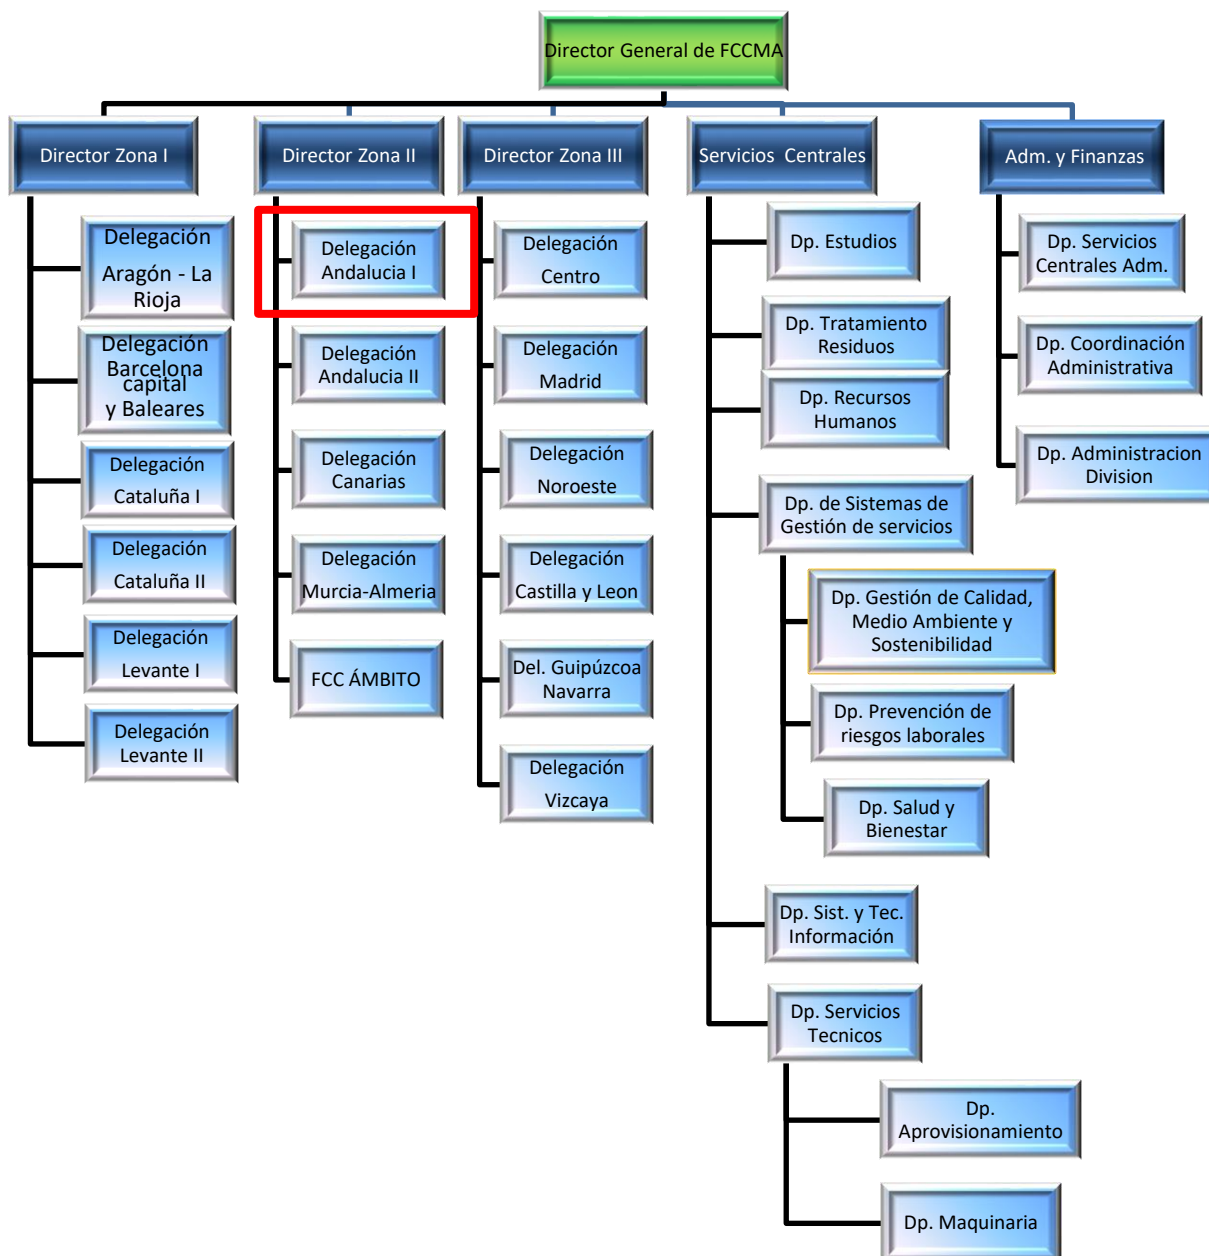 Director General de FCCMA
Director Zona I
Director Zona II
Director Zona III
Servicios Centrales
Adm. y Finanzas
Delegación
Aragón - La
Rioja
Delegación
Barcelona
capital
y Baleares
Delegación
Cataluña I
Delegación
Cataluña II
Delegación
Levante I
Delegación
Levante II
Delegación
Andalucia I
Delegación
Andalucia II
Delegación
Canarias
Delegación
Murcia-Almeria
FCC ÁMBITO
Delegación
Centro
Delegación
Madrid
Delegación
Noroeste
Delegación
Castilla y Leon
Del. Guipúzcoa
Navarra
Delegación
Vizcaya
Dp. Estudios
Dp. Tratamiento
Residuos
Dp. Recursos
Humanos
Dp. de Sistemas de
Gestión de servicios
Dp. Gestión de Calidad,
Medio Ambiente y
Sostenibilidad
Dp. Prevención de
riesgos laborales
Dp. Salud y
Bienestar
Dp. Sist. y Tec.
Información
Dp. Servicios
Tecnicos
Dp.
Aprovisionamiento
Dp. Maquinaria
Dp. Servicios
Centrales Adm.
Dp. Coordinación
Administrativa
Dp. Administracion
Division